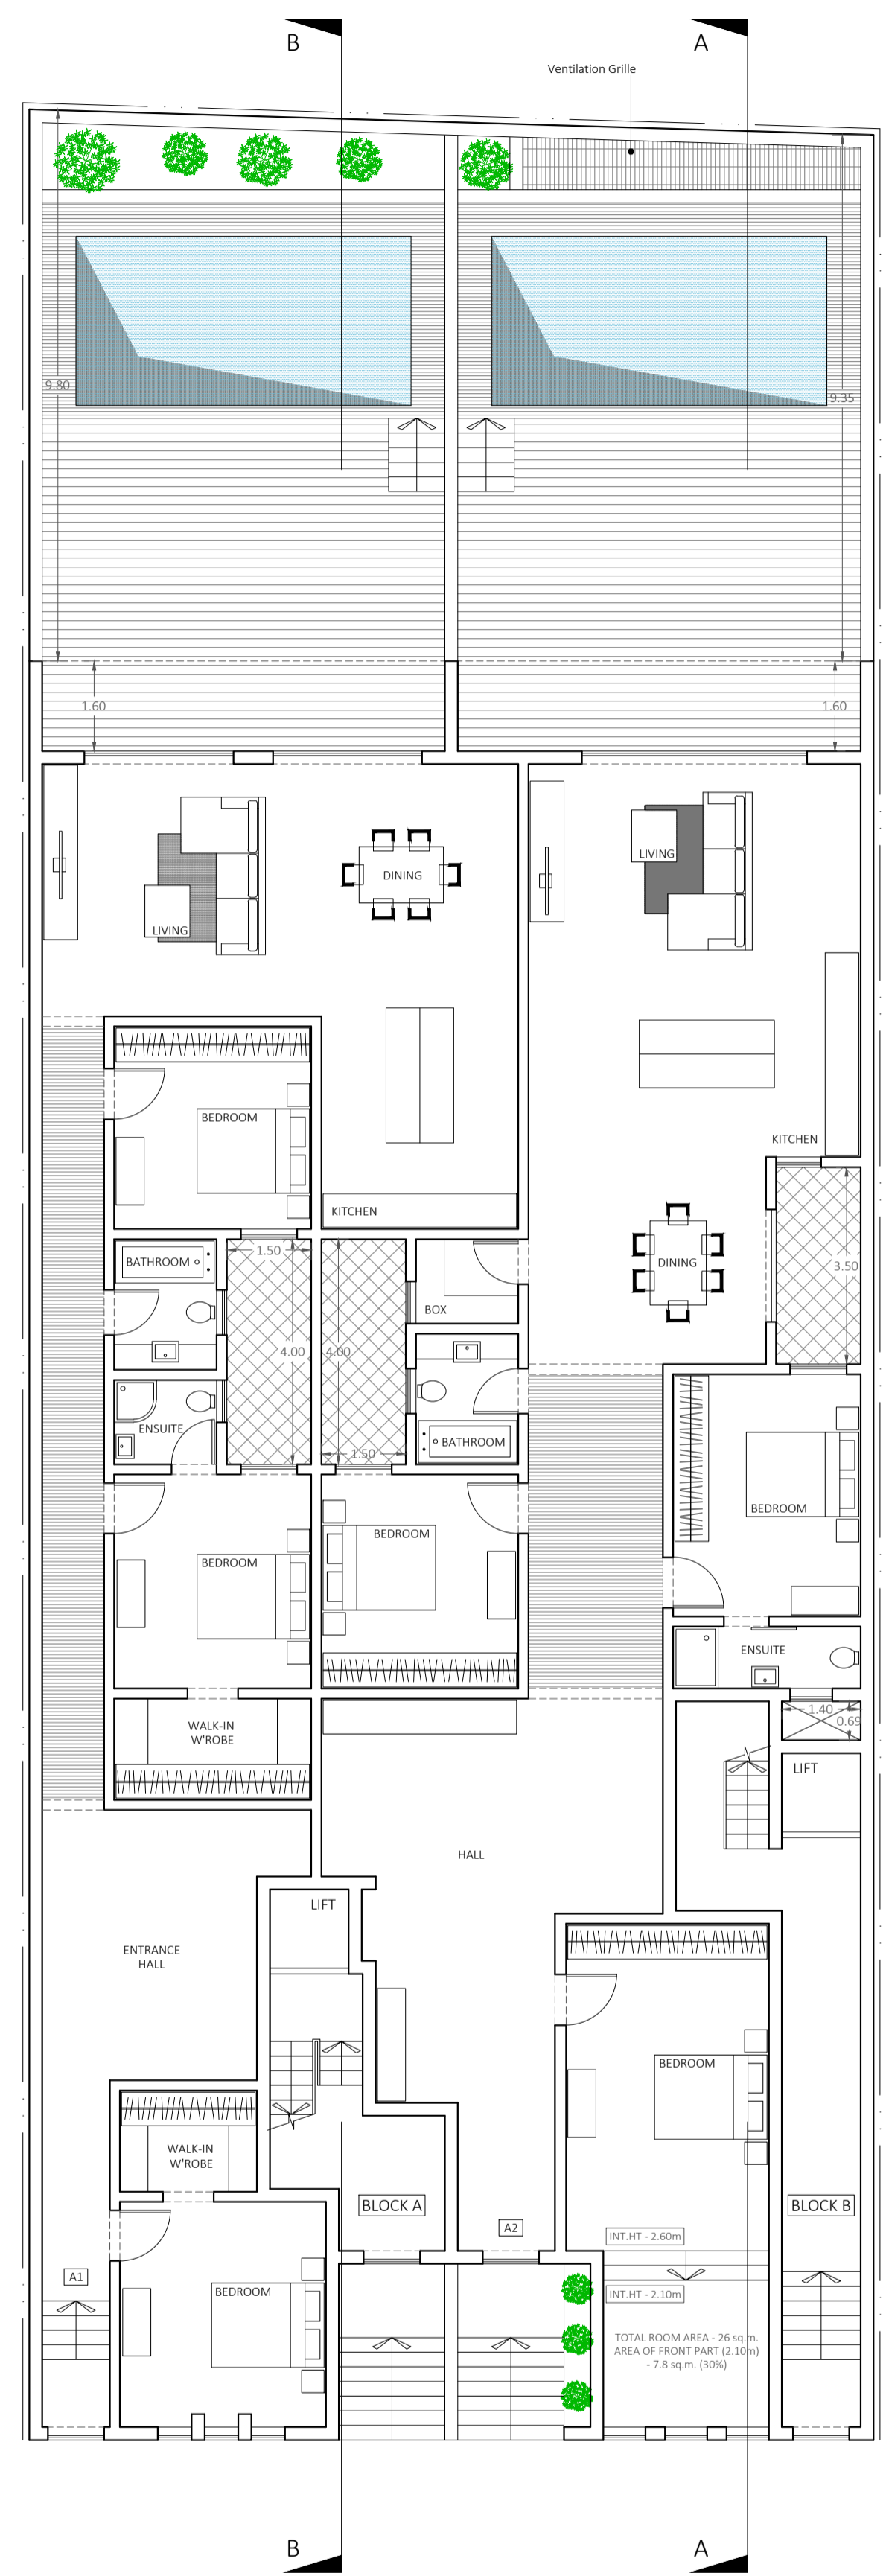 B
A
Ventilation Grille
9.80
9.35
1.60
1.60
LIVING
DINING
LIVING
BEDROOM
KITCHEN
KITCHEN
BATHROOM
1.50
4.00
4.00
BOX
DINING
3.50
ENSUITE
1.50
BATHROOM
BEDROOM
BEDROOM
BEDROOM
ENSUITE
WALK-IN
W'ROBE
1.40
0.69
LIFT
HALL
LIFT
ENTRANCE
HALL
BEDROOM
WALK-IN
W'ROBE
BLOCK A
BLOCK B
A2
INT.HT - 2.60m
A1
BEDROOM
INT.HT - 2.10m
TOTAL ROOM AREA - 26 sq.m.
AREA OF FRONT PART (2.10m)
- 7.8 sq.m. (30%)
B
A